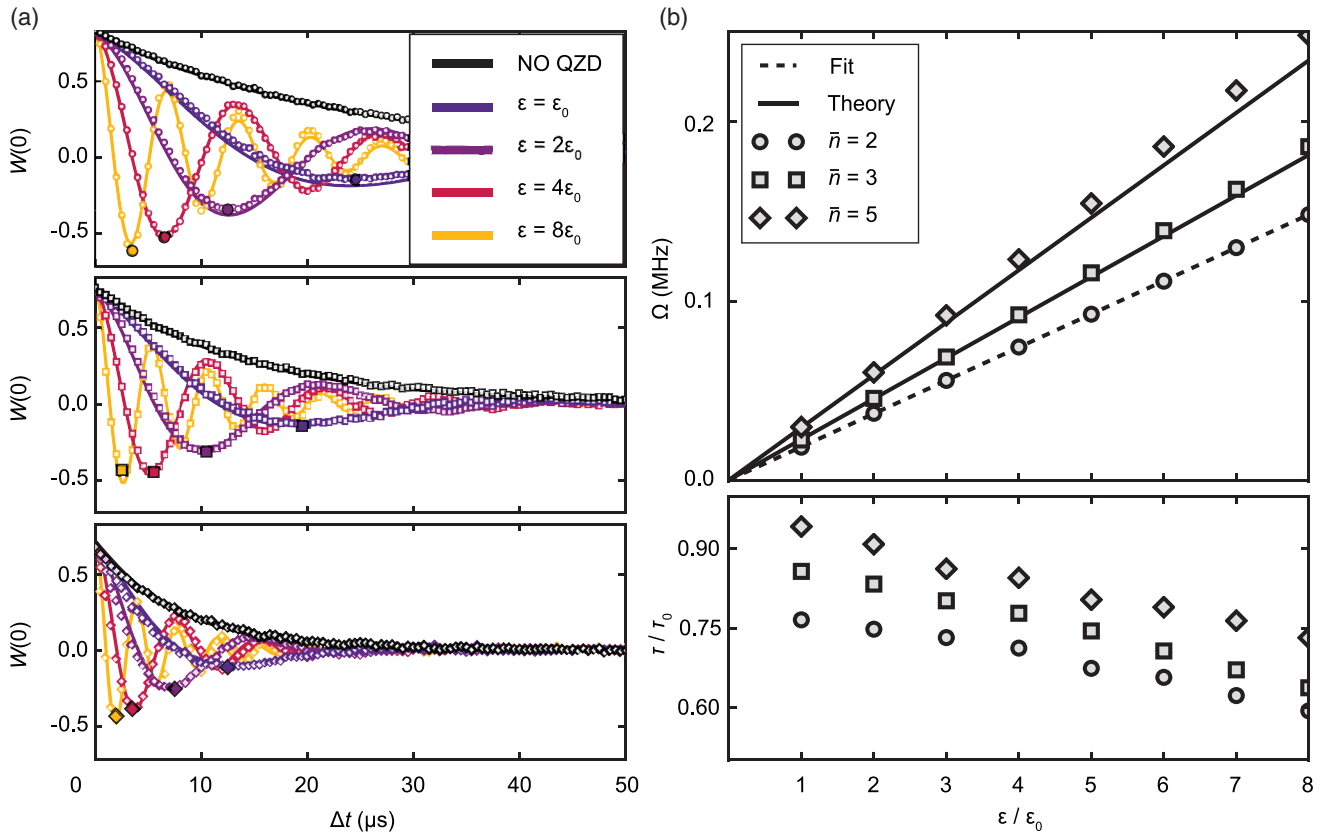 (a)
W(0)
0.5
0.0
-0.5
NO QZD
ε = ε0
ε = 2ε0
ε = 4ε0
ε = 8ε0
W(0)
0.5
0.0
-0.5
W(0)
0.5
0.0
-0.5
0 10 20 30 40 50
Δt (μs)
(b)
Ω (MHz)
0.2
0.1
0.0
Fit
Theory
n̄ = 2
n̄ = 3
n̄ = 5
τ / τ0
0.90
0.75
0.60
1 2 3 4 5 6 7 8
ε / ε0